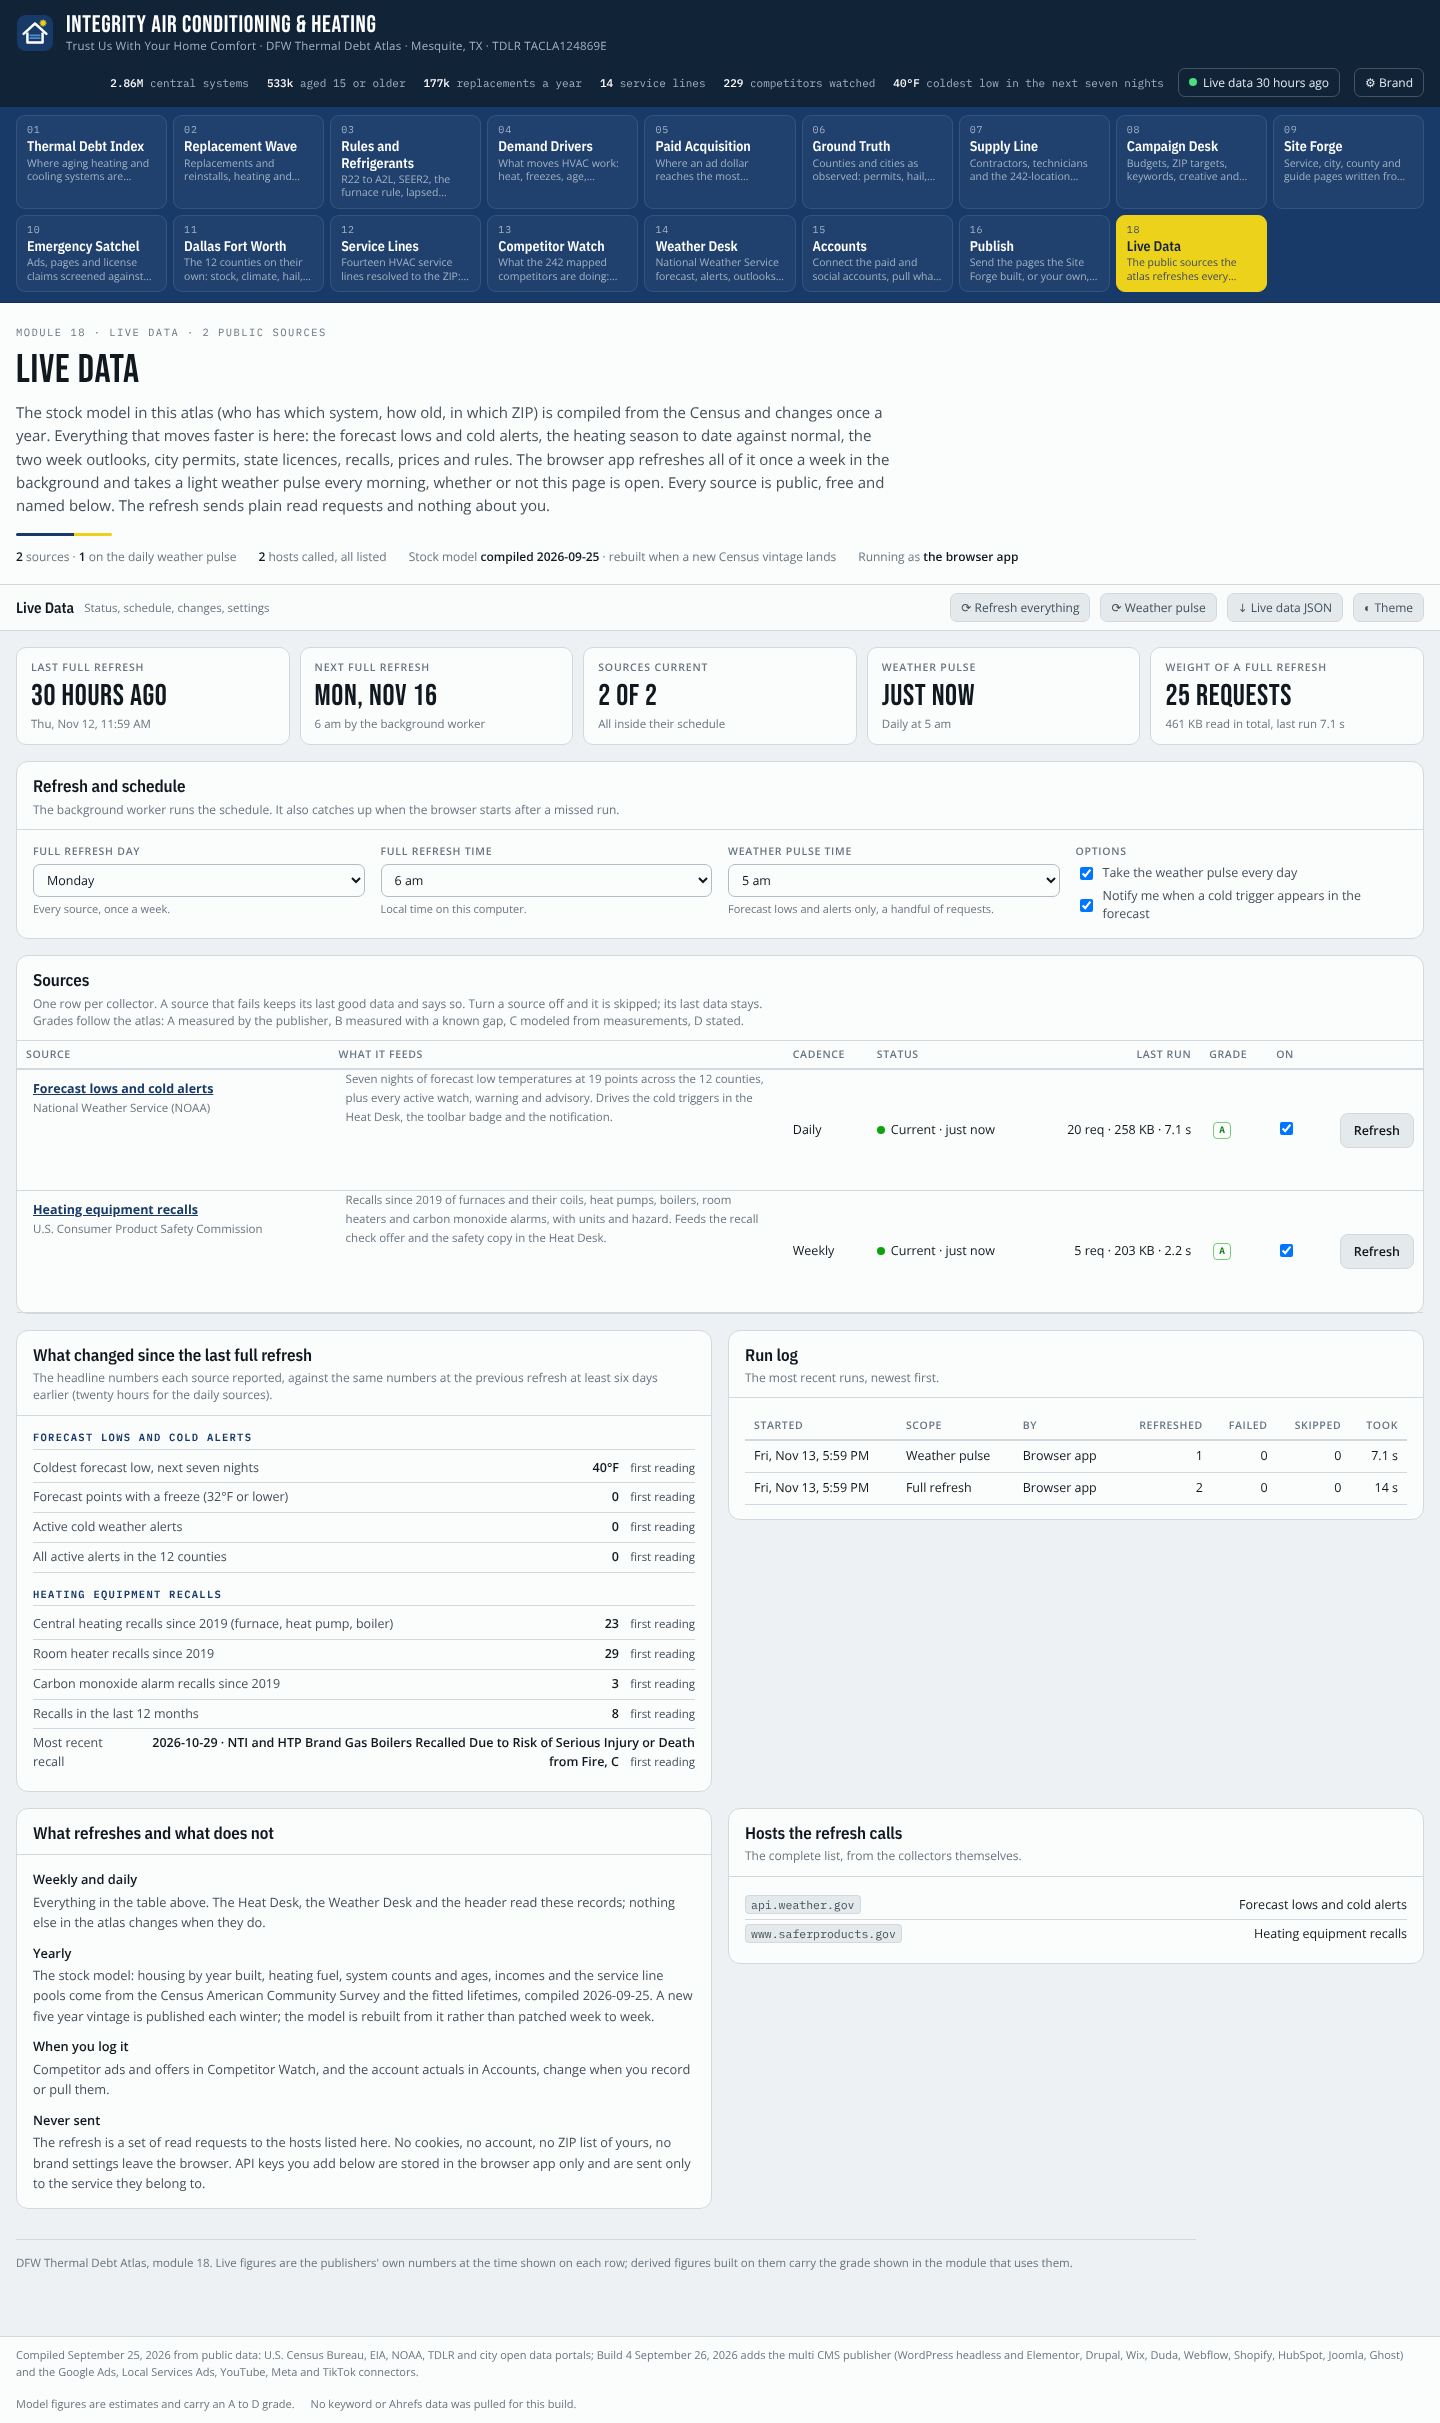 INTEGRITY AIR CONDITIONING & HEATING
Trust Us With Your Home Comfort · DFW Thermal Debt Atlas · Mesquite, TX · TDLR TACLA124869E
2.86M central systems 533k aged 15 or older 177k replacements a year 14 service lines 229 competitors watched 40°F coldest low in the next seven nights Live data 30 hours ago ⚙ Brand
01
Thermal Debt Index
Where aging heating and
cooling systems are...
02
Replacement Wave
Replacements and
reinstalls, heating and...
03
Rules and
Refrigerants
R22 to A2L, SEER2, the
furnace rule, lapsed...
04
Demand Drivers
What moves HVAC work:
heat, freezes, age,...
05
Paid Acquisition
Where an ad dollar
reaches the most...
06
Ground Truth
Counties and cities as
observed: permits, hail,...
07
Supply Line
Contractors, technicians
and the 242-location...
08
Campaign Desk
Budgets, ZIP targets,
keywords, creative and...
09
Site Forge
Service, city, county and
guide pages written fro...
10
Emergency Satchel
Ads, pages and license
claims screened against...
11
Dallas Fort Worth
The 12 counties on their
own: stock, climate, hail,...
12
Service Lines
Fourteen HVAC service
lines resolved to the ZIP:...
13
Competitor Watch
What the 242 mapped
competitors are doing:...
14
Weather Desk
National Weather Service
forecast, alerts, outlooks...
15
Accounts
Connect the paid and
social accounts, pull wha...
16
Publish
Send the pages the Site
Forge built, or your own,...
18
Live Data
The public sources the
atlas refreshes every...
MODULE 18 · LIVE DATA · 2 PUBLIC SOURCES
LIVE DATA
The stock model in this atlas (who has which system, how old, in which ZIP) is compiled from the Census and changes once a
year. Everything that moves faster is here: the forecast lows and cold alerts, the heating season to date against normal, the
two week outlooks, city permits, state licences, recalls, prices and rules. The browser app refreshes all of it once a week in the
background and takes a light weather pulse every morning, whether or not this page is open. Every source is public, free and
named below. The refresh sends plain read requests and nothing about you.
2 sources · 1 on the daily weather pulse 2 hosts called, all listed Stock model compiled 2026-09-25 · rebuilt when a new Census vintage lands Running as the browser app
Live Data Status, schedule, changes, settings ⟳ Refresh everything ⟳ Weather pulse ↓ Live data JSON ◖ Theme
LAST FULL REFRESH
30 HOURS AGO
Thu, Nov 12, 11:59 AM
NEXT FULL REFRESH
MON, NOV 16
6 am by the background worker
SOURCES CURRENT
2 OF 2
All inside their schedule
WEATHER PULSE
JUST NOW
Daily at 5 am
WEIGHT OF A FULL REFRESH
25 REQUESTS
461 KB read in total, last run 7.1 s
Refresh and schedule
The background worker runs the schedule. It also catches up when the browser starts after a missed run.
FULL REFRESH DAY
Monday
Every source, once a week.
FULL REFRESH TIME
6 am
Local time on this computer.
WEATHER PULSE TIME
5 am
Forecast lows and alerts only, a handful of requests.
OPTIONS
Take the weather pulse every day
Notify me when a cold trigger appears in the
forecast
Sources
One row per collector. A source that fails keeps its last good data and says so. Turn a source off and it is skipped; its last data stays.
Grades follow the atlas: A measured by the publisher, B measured with a known gap, C modeled from measurements, D stated.
SOURCE WHAT IT FEEDS CADENCE STATUS LAST RUN GRADE ON
Forecast lows and cold alerts
National Weather Service (NOAA)
Seven nights of forecast low temperatures at 19 points across the 12 counties,
plus every active watch, warning and advisory. Drives the cold triggers in the
Heat Desk, the toolbar badge and the notification.
Daily Current · just now 20 req · 258 KB · 7.1 s A Refresh
Heating equipment recalls
U.S. Consumer Product Safety Commission
Recalls since 2019 of furnaces and their coils, heat pumps, boilers, room
heaters and carbon monoxide alarms, with units and hazard. Feeds the recall
check offer and the safety copy in the Heat Desk.
Weekly Current · just now 5 req · 203 KB · 2.2 s A Refresh
What changed since the last full refresh
The headline numbers each source reported, against the same numbers at the previous refresh at least six days
earlier (twenty hours for the daily sources).
FORECAST LOWS AND COLD ALERTS
Coldest forecast low, next seven nights 40°F first reading
Forecast points with a freeze (32°F or lower) 0 first reading
Active cold weather alerts 0 first reading
All active alerts in the 12 counties 0 first reading
HEATING EQUIPMENT RECALLS
Central heating recalls since 2019 (furnace, heat pump, boiler) 23 first reading
Room heater recalls since 2019 29 first reading
Carbon monoxide alarm recalls since 2019 3 first reading
Recalls in the last 12 months 8 first reading
Most recent
recall
2026-10-29 · NTI and HTP Brand Gas Boilers Recalled Due to Risk of Serious Injury or Death
from Fire, C first reading
Run log
The most recent runs, newest first.
STARTED SCOPE BY REFRESHED FAILED SKIPPED TOOK
Fri, Nov 13, 5:59 PM Weather pulse Browser app 1 0 0 7.1 s
Fri, Nov 13, 5:59 PM Full refresh Browser app 2 0 0 14 s
What refreshes and what does not
Weekly and daily
Everything in the table above. The Heat Desk, the Weather Desk and the header read these records; nothing
else in the atlas changes when they do.
Yearly
The stock model: housing by year built, heating fuel, system counts and ages, incomes and the service line
pools come from the Census American Community Survey and the fitted lifetimes, compiled 2026-09-25. A new
five year vintage is published each winter; the model is rebuilt from it rather than patched week to week.
When you log it
Competitor ads and offers in Competitor Watch, and the account actuals in Accounts, change when you record
or pull them.
Never sent
The refresh is a set of read requests to the hosts listed here. No cookies, no account, no ZIP list of yours, no
brand settings leave the browser. API keys you add below are stored in the browser app only and are sent only
to the service they belong to.
Hosts the refresh calls
The complete list, from the collectors themselves.
api.weather.gov Forecast lows and cold alerts
www.saferproducts.gov Heating equipment recalls
DFW Thermal Debt Atlas, module 18. Live figures are the publishers' own numbers at the time shown on each row; derived figures built on them carry the grade shown in the module that uses them.
Compiled September 25, 2026 from public data: U.S. Census Bureau, EIA, NOAA, TDLR and city open data portals; Build 4 September 26, 2026 adds the multi CMS publisher (WordPress headless and Elementor, Drupal, Wix, Duda, Webflow, Shopify, HubSpot, Joomla, Ghost)
and the Google Ads, Local Services Ads, YouTube, Meta and TikTok connectors.
Model figures are estimates and carry an A to D grade. No keyword or Ahrefs data was pulled for this build.